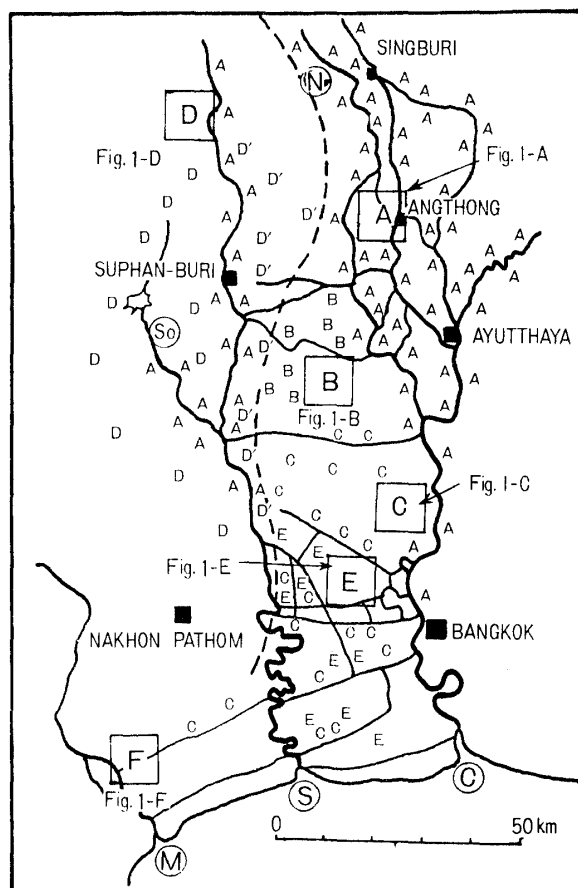 A A A SINGBURI
A A N A A A A
D A A A A A A
Fig. 1-D D' A A A Fig. 1-A
D A D' A A A A
D D' D' A A ANGTHONG A
D A D' A A A A A
SUPHAN-BURI D' A A A A
D A A B A A A AYUTTHAYA
So A B B B A A A
D A A D' B B A A A
A A B B A
D A D' B Fig. 1-B A
D A D' C C A
D A C C Fig. 1-C
D D' C C C A
E C C A
Fig. 1-E E C E C A
C E E A
NAKHON PATHOM C C E BANGKOK
E E
C C C
C E E
F C C E
Fig. 1-F S C
M 0 50 km